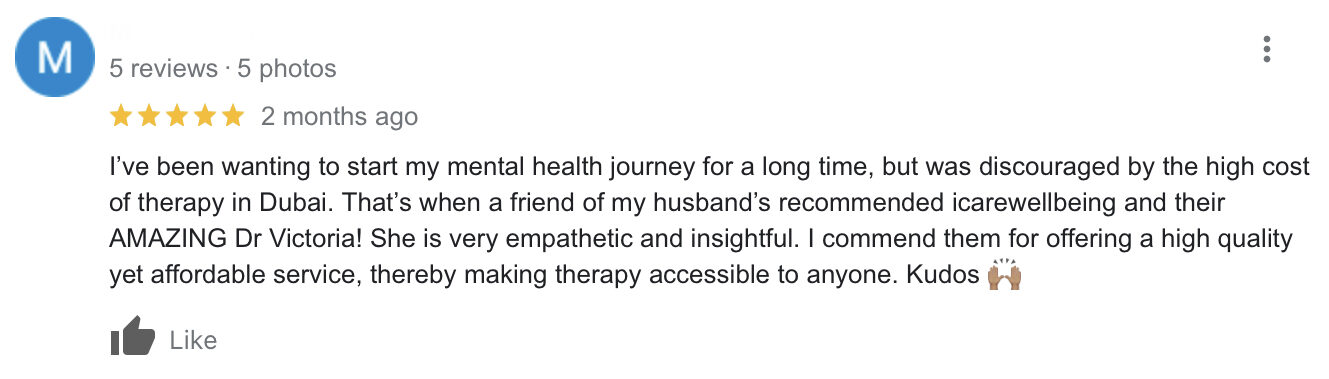 M
5 reviews · 5 photos
2 months ago
I’ve been wanting to start my mental health journey for a long time, but was discouraged by the high cost
of therapy in Dubai. That’s when a friend of my husband’s recommended icarewellbeing and their
AMAZING Dr Victoria! She is very empathetic and insightful. I commend them for offering a high quality
yet affordable service, thereby making therapy accessible to anyone. Kudos 🙌🏽
Like